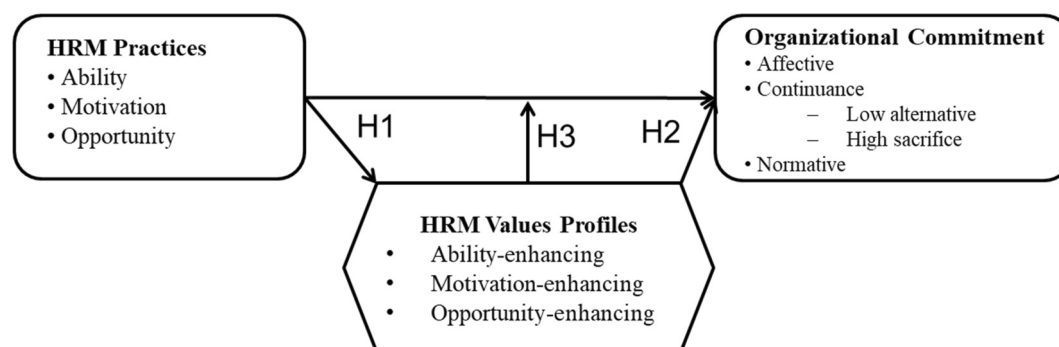 HRM Practices
• Ability
• Motivation
• Opportunity
Organizational Commitment
• Affective
• Continuance
– Low alternative
– High sacrifice
• Normative
H1
H3
H2
HRM Values Profiles
• Ability-enhancing
• Motivation-enhancing
• Opportunity-enhancing